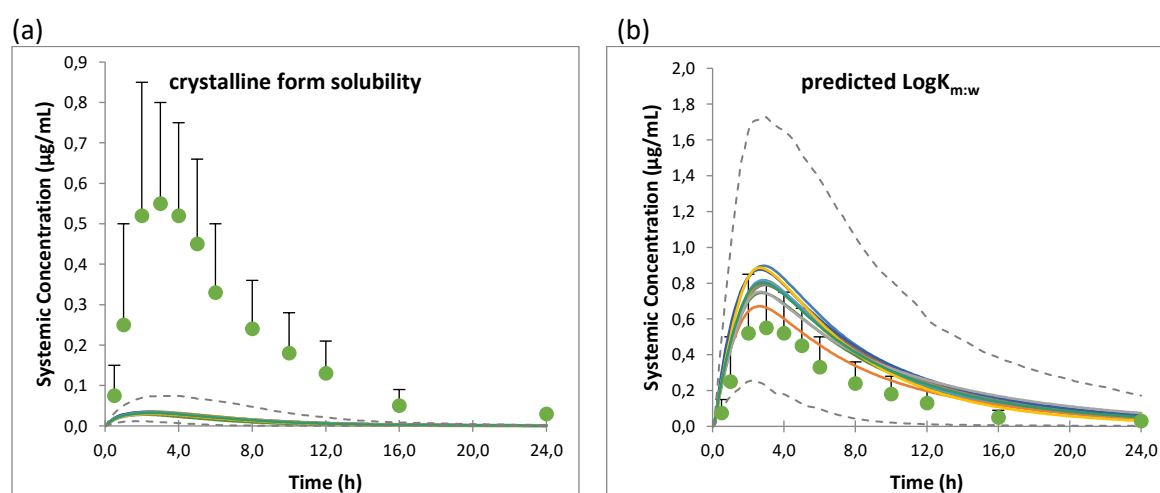 (a)
crystalline form solubility
Systemic Concentration (µg/mL)
0,9
0,8
0,7
0,6
0,5
0,4
0,3
0,2
0,1
0,0
0,0 4,0 8,0 12,0 16,0 20,0 24,0
Time (h)
(b)
predicted LogKm:w
Systemic Concentration (µg/mL)
2,0
1,8
1,6
1,4
1,2
1,0
0,8
0,6
0,4
0,2
0,0
0,0 4,0 8,0 12,0 16,0 20,0 24,0
Time (h)